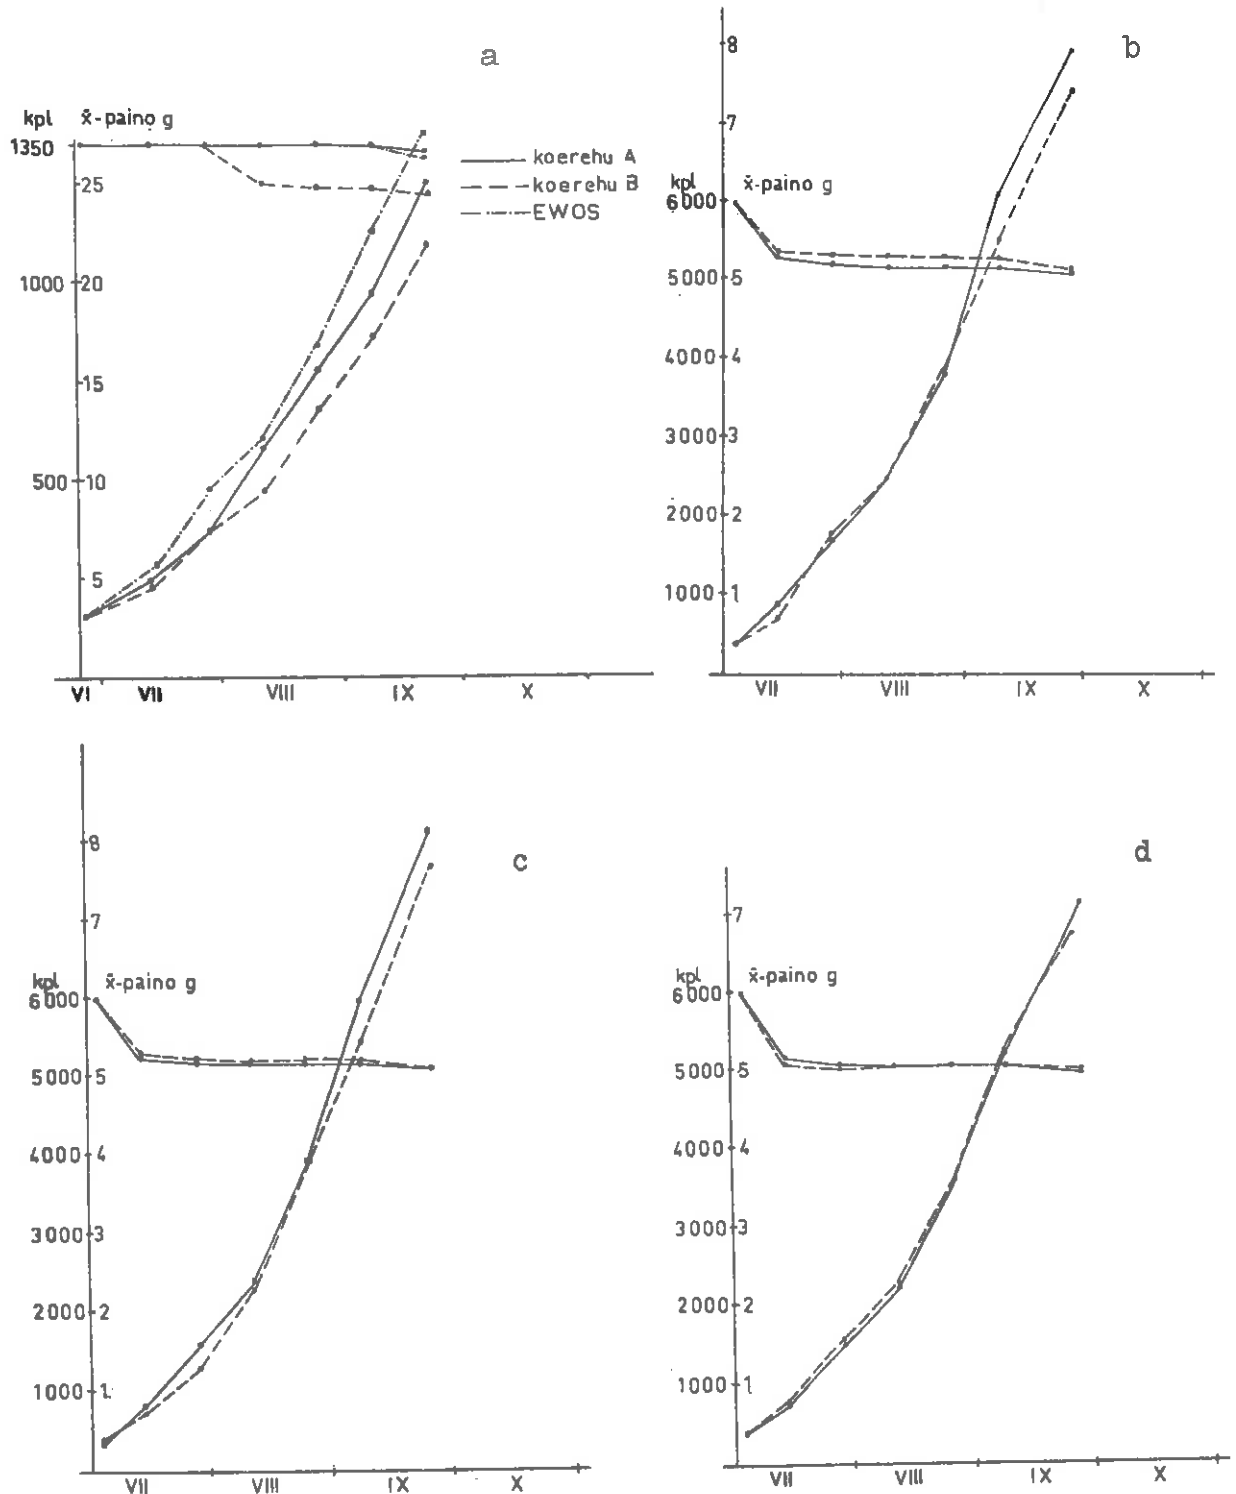 a
kpl x̄-paino g
1350
25
1000 20
15
500 10
5
VI VII VIII IX X
koerehu A
koerehu B
EWOS
b
8
7
kpl x̄-paino g
6000
5000 5
4000 4
3000 3
2000 2
1000 1
VII VIII IX X
c
8
7
kpl x̄-paino g
6000
5000 5
4000 4
3000 3
2000 2
1000 1
VII VIII IX X
d
7
kpl x̄-paino g
6000
5000 5
4000 4
3000 3
2000 2
1000 1
VII VIII IX X